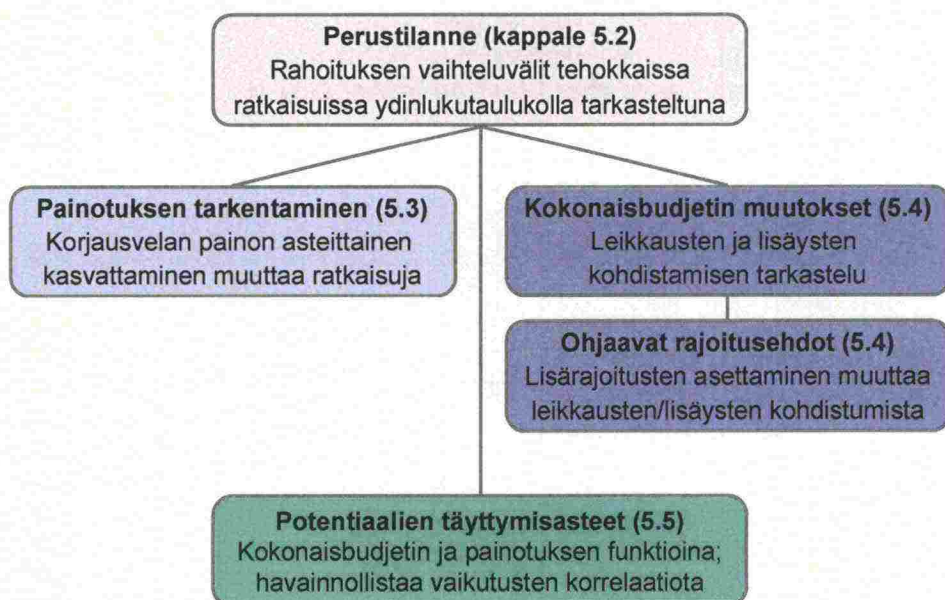 Perustilanne (kappale 5.2)
Rahoituksen vaihteluvälit tehokkaissa
ratkaisuissa ydinlukutaulukolla tarkasteltuna
Painotuksen tarkentaminen (5.3)
Korjausvelan painon asteittainen
kasvattaminen muuttaa ratkaisuja
Kokonaisbudjetin muutokset (5.4)
Leikkausten ja lisäysten
kohdistamisen tarkastelu
Ohjaavat rajoitusehdot (5.4)
Lisärajoitusten asettaminen muuttaa
leikkausten/lisäysten kohdistumista
Potentiaalien täyttymisasteet (5.5)
Kokonaisbudjetin ja painotuksen funktioina;
havainnollistaa vaikutusten korrelaatiota